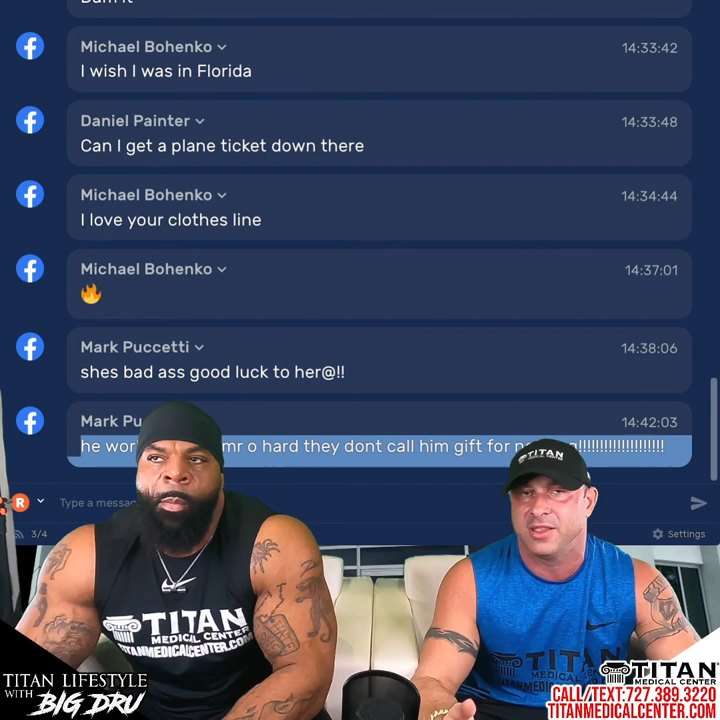 Michael Bohenko
14:33:42
I wish I was in Florida
Daniel Painter
14:33:48
Can I get a plane ticket down there
Michael Bohenko
14:34:44
I love your clothes line
Michael Bohenko
14:37:01
🔥
Mark Puccetti
14:38:06
shes bad ass good luck to her@!!
Mark Pu
14:42:03
he wor mr o hard they dont call him gift for n !!!!!!!!!!!!!!!!!!!!
R
Type a messa
3/4
Settings
TITAN
TITAN
MEDICAL CENTER
TITANMEDICALCENTER.COM
TITAN
MEDICAL
TITAN LIFESTYLE
WITH BIG DRU
TITAN
MEDICAL CENTER
CALL/TEXT:727.389.3220
TITANMEDICALCENTER.COM